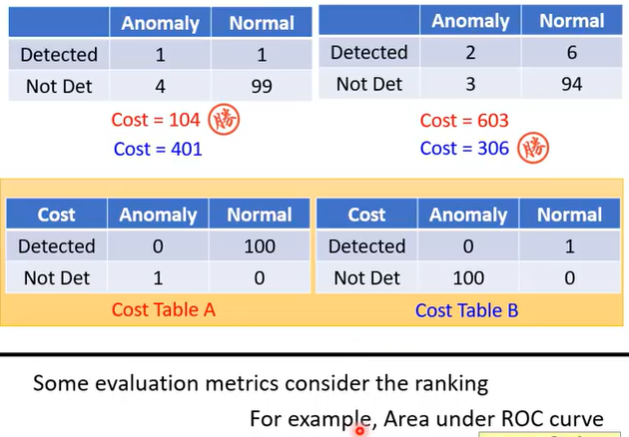 Anomaly Normal
Detected 1 1
Not Det 4 99
Cost = 104 勝
Cost = 401
Anomaly Normal
Detected 2 6
Not Det 3 94
Cost = 603
Cost = 306 勝
Cost Anomaly Normal
Detected 0 100
Not Det 1 0
Cost Table A
Cost Anomaly Normal
Detected 0 1
Not Det 100 0
Cost Table B
Some evaluation metrics consider the ranking
For example, Area under ROC curve